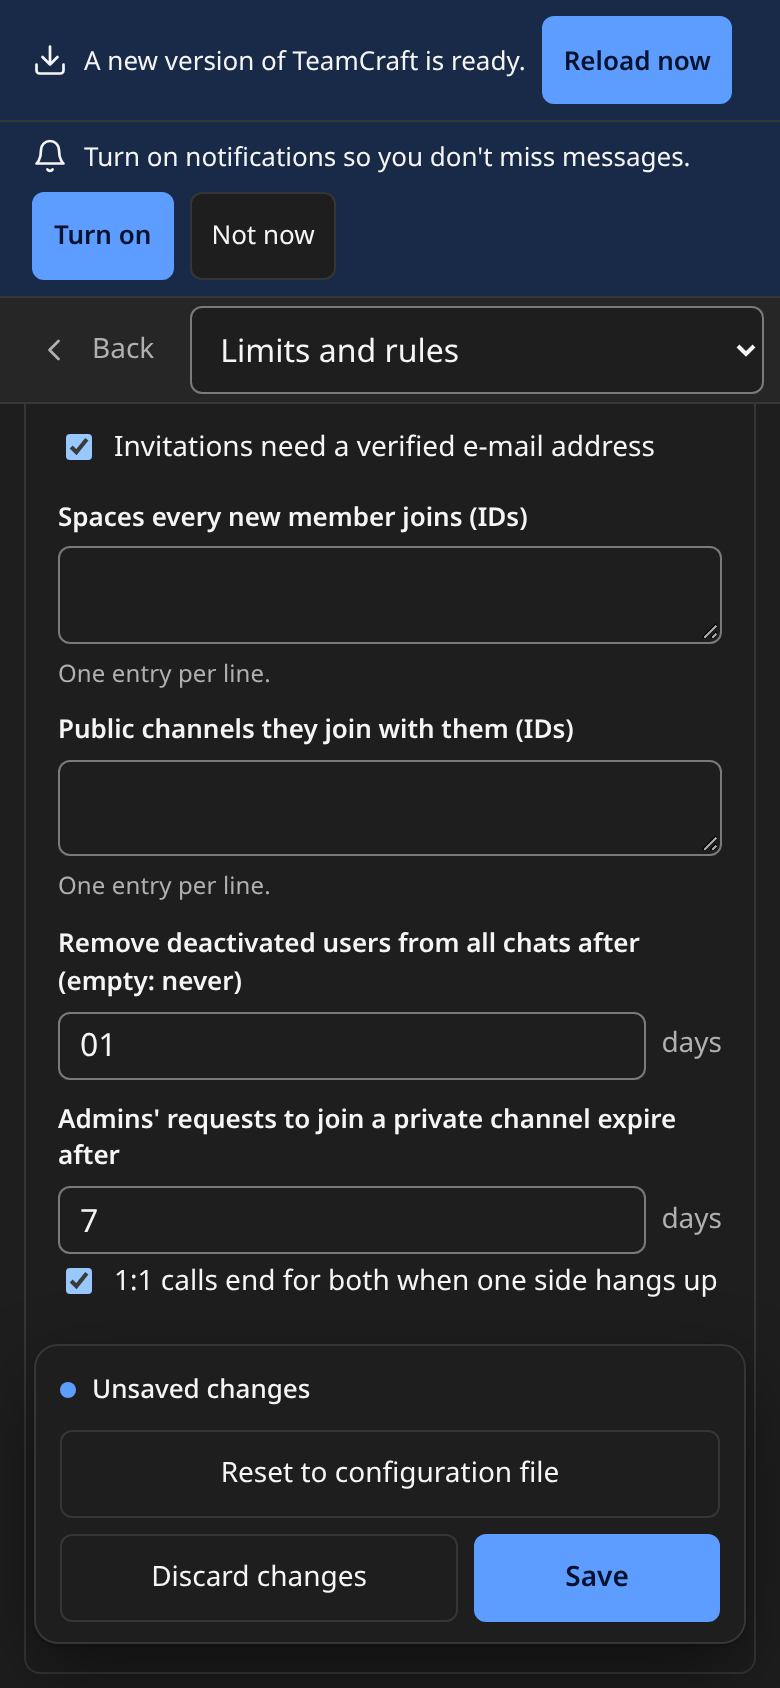 A new version of TeamCraft is ready.
Reload now
Turn on notifications so you don't miss messages.
Turn on
Not now
Back
Limits and rules
Invitations need a verified e-mail address
Spaces every new member joins (IDs)
One entry per line.
Public channels they join with them (IDs)
One entry per line.
Remove deactivated users from all chats after
(empty: never)
01
days
Admins' requests to join a private channel expire
after
7
days
1:1 calls end for both when one side hangs up
Unsaved changes
Reset to configuration file
Discard changes
Save